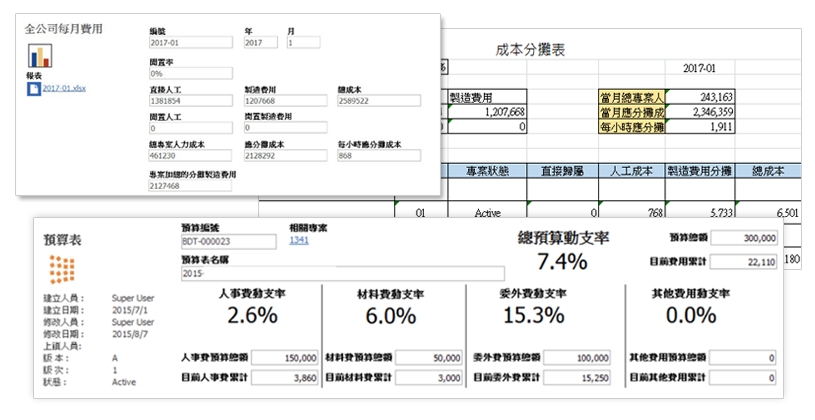 全公司每月費用
編號 年 月
2017-01 2017 1
閒置率
0%
報表
2017-01.xlsx
直接人工 製造費用 總成本
1381854 1207668 2589522
閒置人工 閒置製造費用
0 0
總專案人力成本 應分攤成本 每小時應分攤成本
461230 2128292 868
專案加總的分攤製造費用
2127468
成本分攤表
% 2017-01
製造費用 當月總專案人 243,163
1,207,668 當月應分攤成 2,346,359
0 每小時應分攤 1,911
專案狀態 直接歸屬 人工成本 製造費用分攤 總成本
01 Active 0 768 5,733 6,501
180
預算表
預算編號 相關專案
BDT-000023 1341
預算表名稱
2015-
總預算動支率
7.4%
預算總額 300,000
目前費用累計 22,110
建立人員： Super User
建立日期： 2015/7/1
修改人員： Super User
修改日期： 2015/8/7
上鎖人員：
版本： A
版次： 1
狀態： Active
人事費動支率 材料費動支率 委外費動支率 其他費用動支率
2.6% 6.0% 15.3% 0.0%
人事費預算總額 150,000 材料費預算總額 50,000 委外費預算總額 100,000 其他費用預算總額 0
目前人事費累計 3,860 目前材料費累計 3,000 目前委外費累計 15,250 目前其他費用累計 0